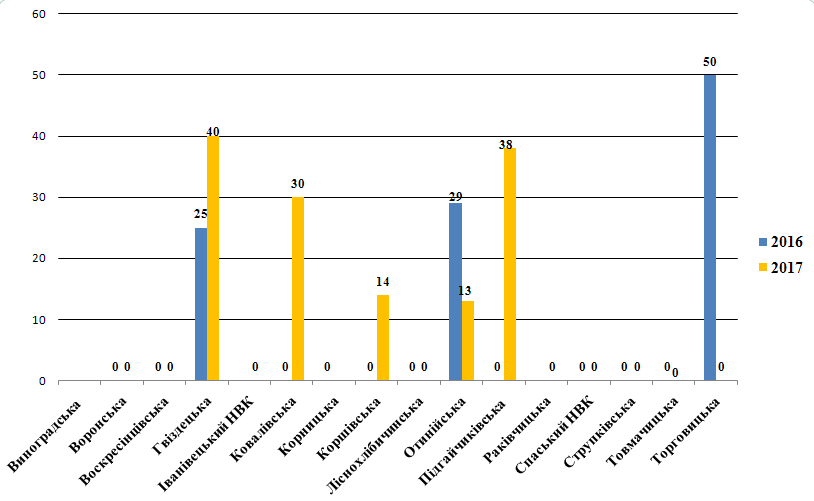 60
50
40
30
20
10
0
50
40
38
30
29
25
14
13
0 0 0 0 0 0 0 0 0 0 0 0 0 0 0 0 0 0 0
2016
2017
Виноградська
Воронська
Воскресінцівська
Гвіздецька
Іванівецький НВК
Ковалівська
Корницька
Коршівська
Ліснохлібичинська
Отинійська
Підгайчиківська
Раківчицька
Спаський НВК
Струпківська
Товмачицька
Торговицька